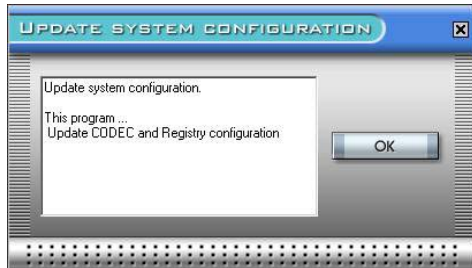 UPDATE SYSTEM CONFIGURATION
Update system configuration.
This program ...
Update CODEC and Registry configuration
OK